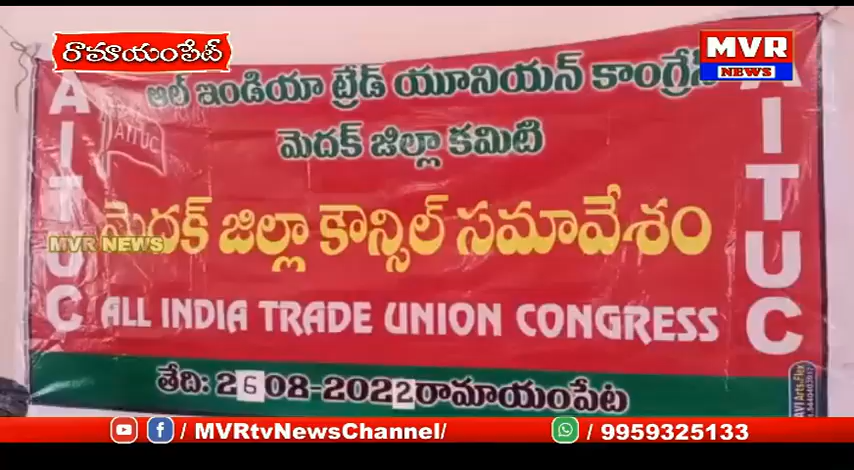 రామాయంపేట్
MVR
NEWS
ఆల్ ఇండియా ట్రేడ్ యూనియన్ కాంగ్రేస్
మెదక్ జిల్లా కమిటి
AITUC
AITUC
AITUC
మెదక్ జిల్లా కౌన్సిల్ సమావేశం
MVR NEWS
ALL INDIA TRADE UNION CONGRESS
తేది: 26-08-2022 రామాయంపేట
/ MVRtvNewsChannel/
/ 9959325133